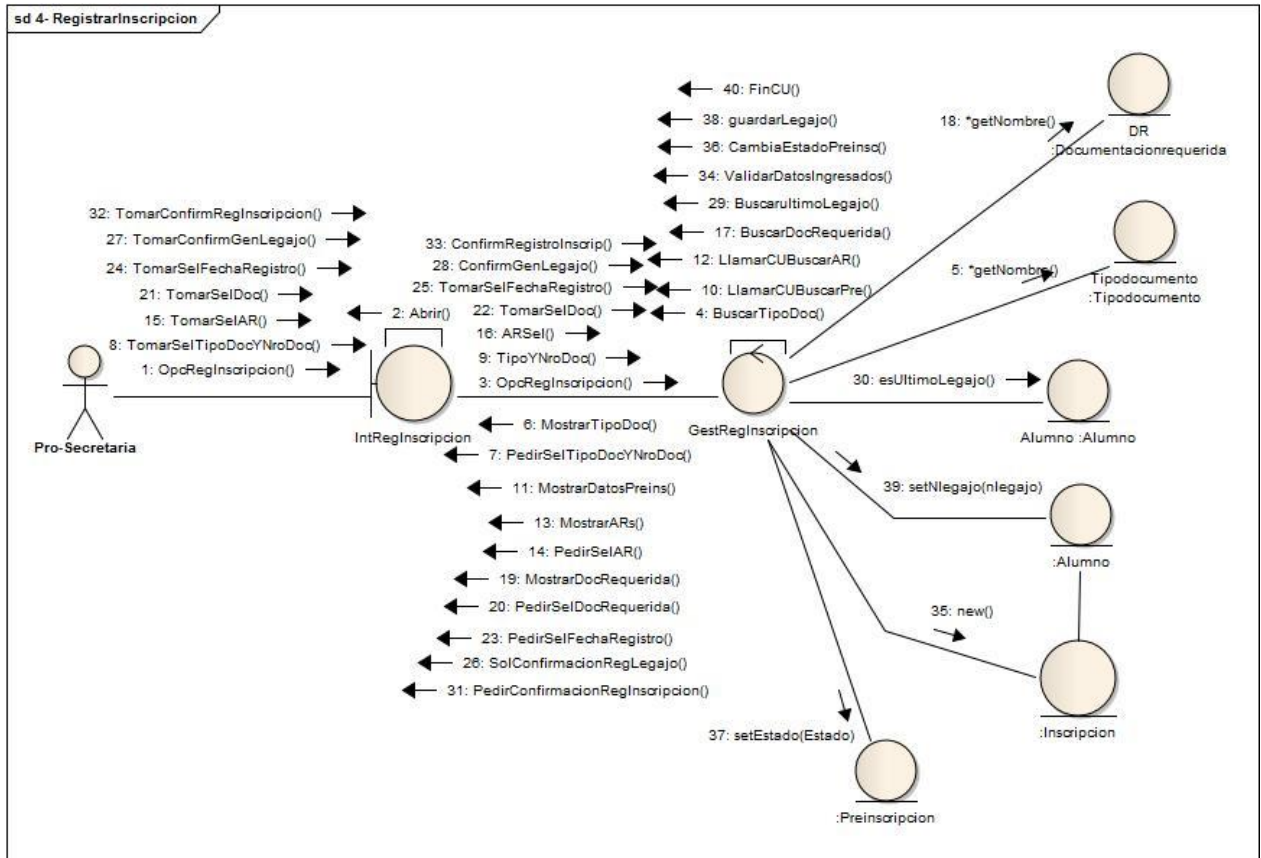 sd 4- RegistrarInscripcion
40: FinCU()
38: guardarLegajo()
36: CambiaEstadoPreinsc()
34: ValidarDatosIngresados()
29: BuscarultimoLegajo()
17: BuscarDocRequerida()
12: LlamarCUBuscarAR()
10: LlamarCUBuscarPre()
4: BuscarTipoDoc()
18: *getNombre()
DR
:Documentacionrequerida
5: *getNombre()
Tipodocumento
:Tipodocumento
32: TomarConfirmRegInscripcion()
27: TomarConfirmGenLegajo()
24: TomarSelFechaRegistro()
21: TomarSelDoc()
15: TomarSelAR()
8: TomarSelTipoDocYNroDoc()
1: OpcRegInscripcion()
2: Abrir()
33: ConfirmRegistroInscrip()
28: ConfirmGenLegajo()
25: TomarSelFechaRegistro()
22: TomarSelDoc()
16: ARSel()
9: TipoYNroDoc()
3: OpcRegInscripcion()
Pro-Secretaria
IntRegInscripcion
GestRegInscripcion
30: esUltimoLegajo()
Alumno :Alumno
6: MostrarTipoDoc()
7: PedirSelTipoDocYNroDoc()
11: MostrarDatosPreins()
13: MostrarARs()
14: PedirSelAR()
19: MostrarDocRequerida()
20: PedirSelDocRequerida()
23: PedirSelFechaRegistro()
26: SolConfirmacionRegLegajo()
31: PedirConfirmacionRegInscripcion()
39: setNlegajo(nlegajo)
:Alumno
35: new()
:Inscripcion
37: setEstado(Estado)
:Preinscripcion